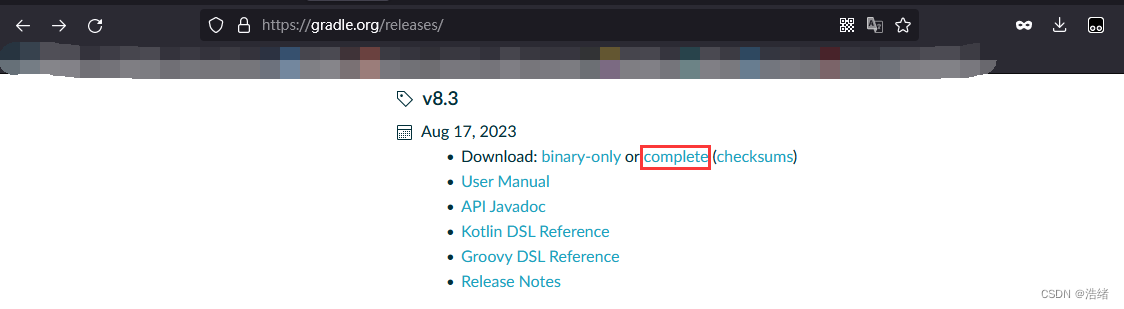 https://gradle.org/releases/
v8.3
Aug 17, 2023
Download: binary-only or complete (checksums)
User Manual
API Javadoc
Kotlin DSL Reference
Groovy DSL Reference
Release Notes
CSDN @浩绪